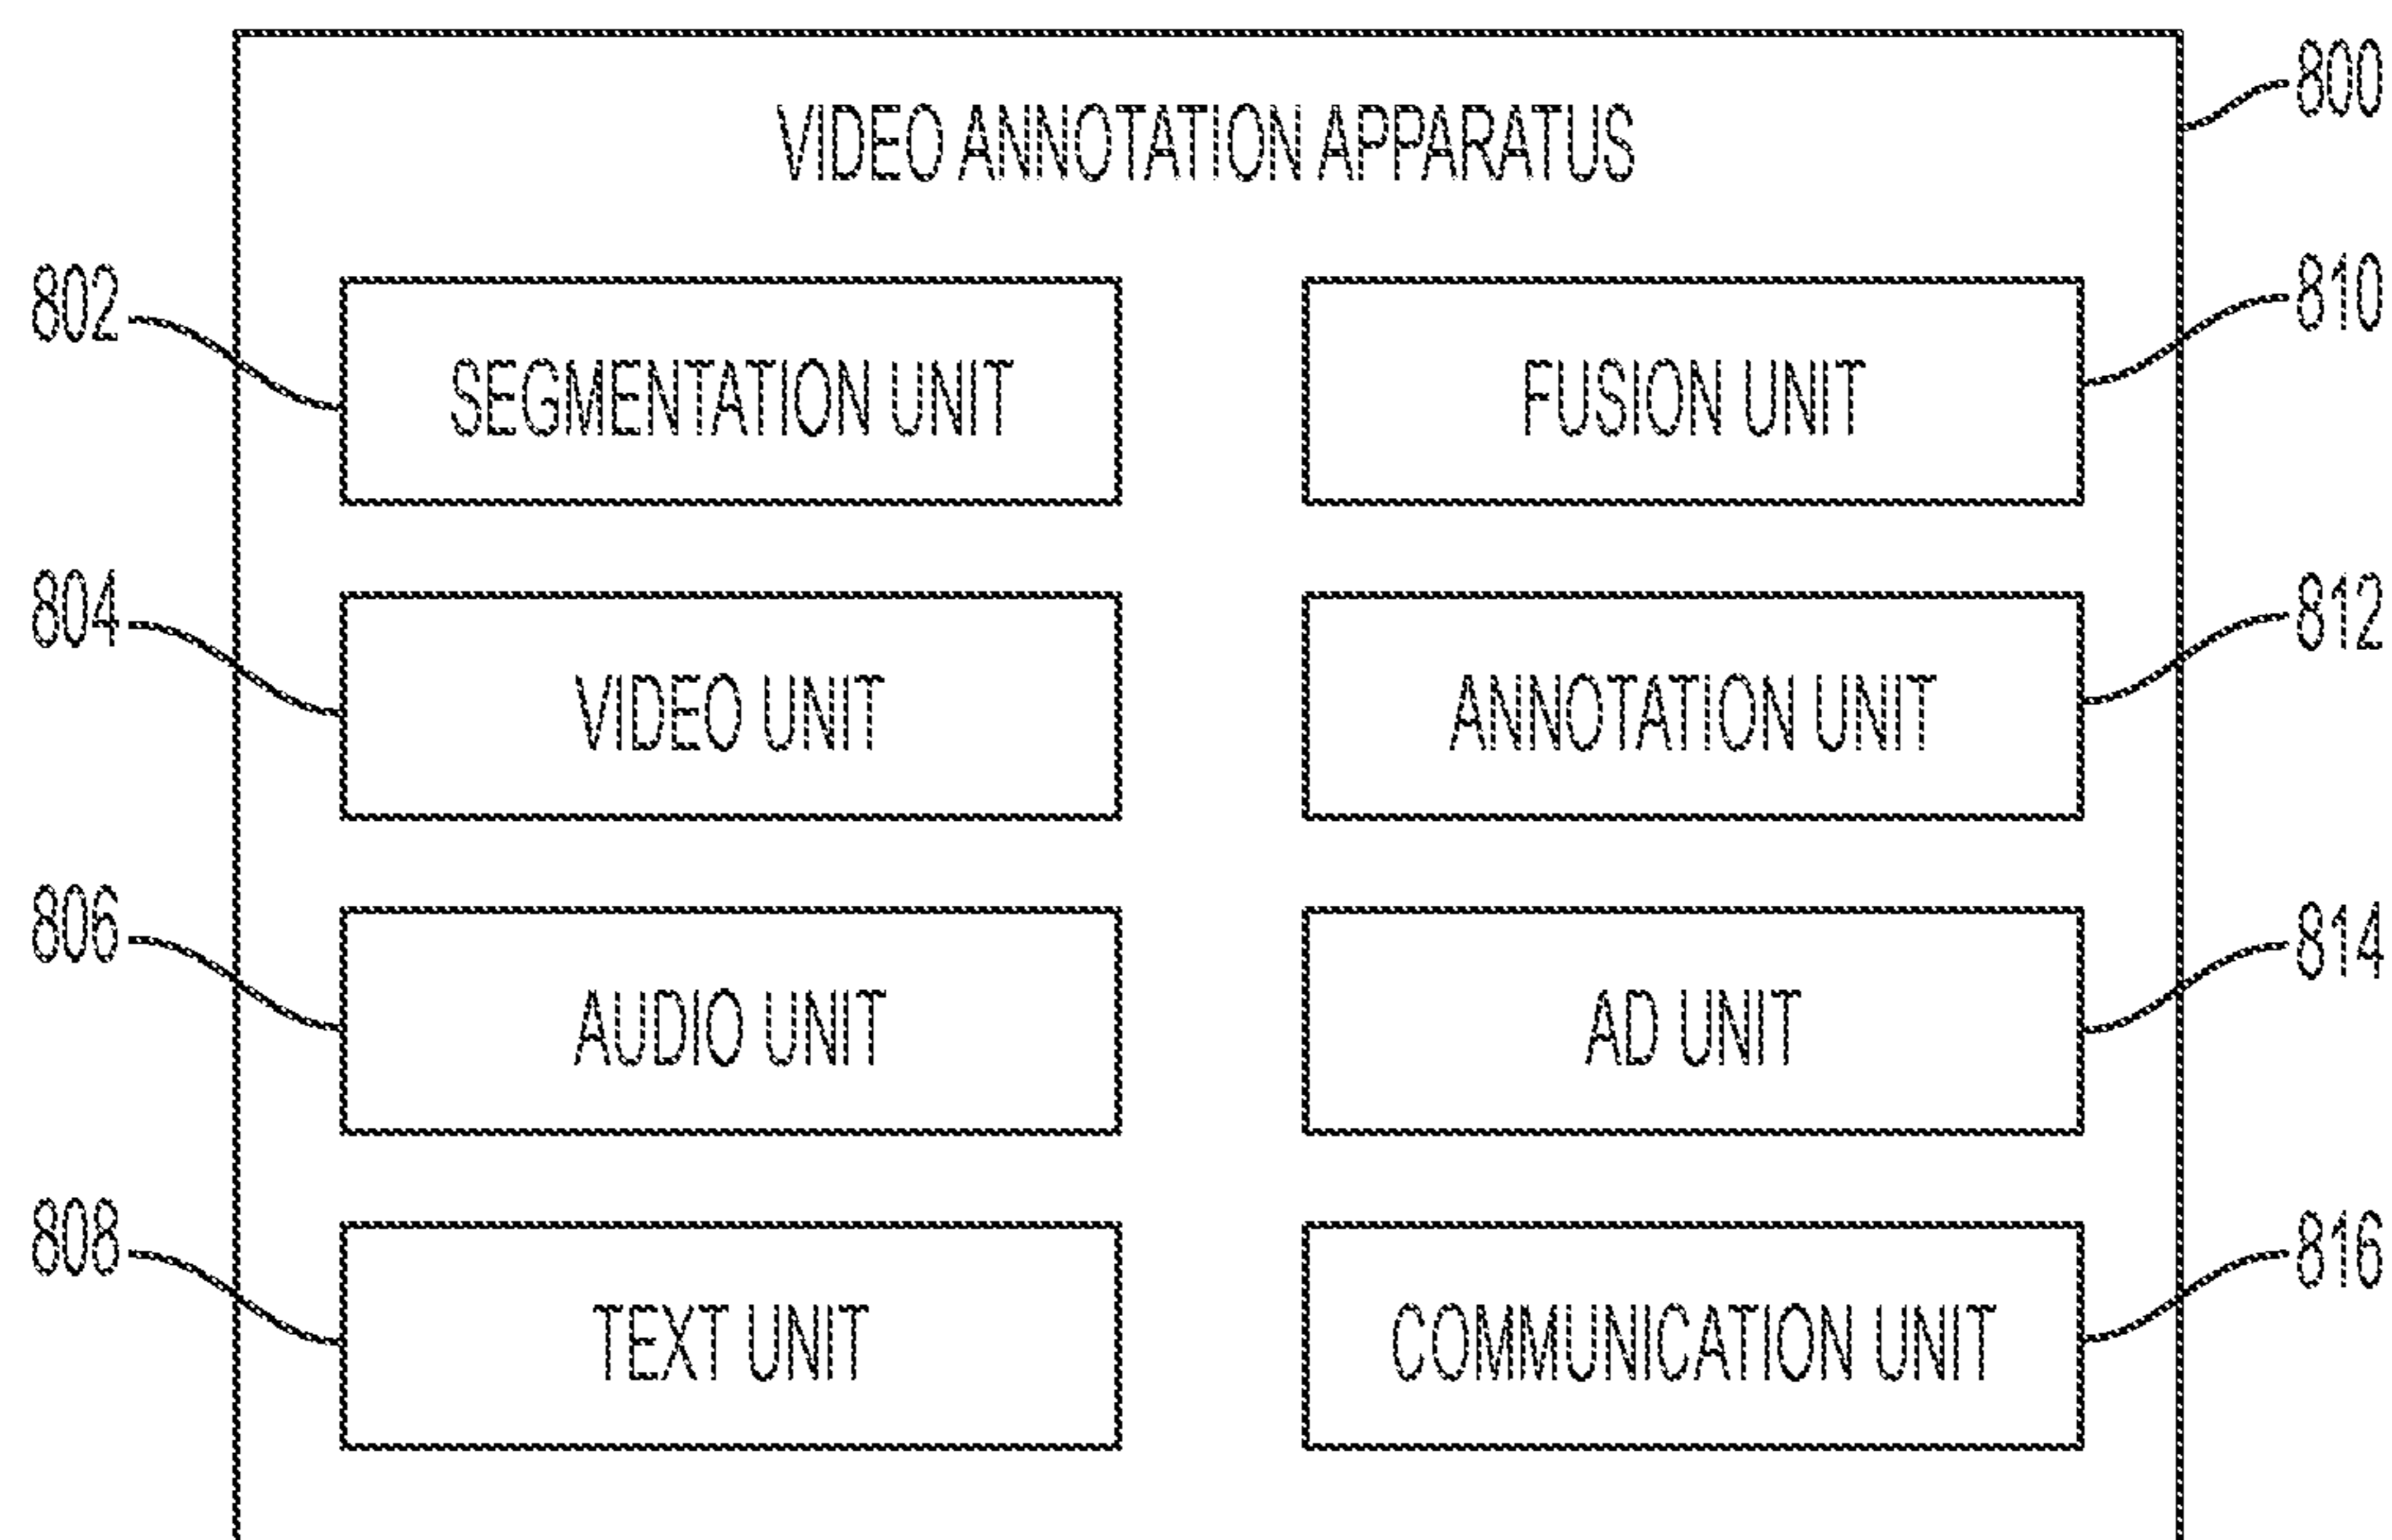 800
VIDEO ANNOTATION APPARATUS
802
SEGMENTATION UNIT
FUSION UNIT
810
804
VIDEO UNIT
ANNOTATION UNIT
812
806
AUDIO UNIT
AD UNIT
814
808
TEXT UNIT
COMMUNICATION UNIT
816